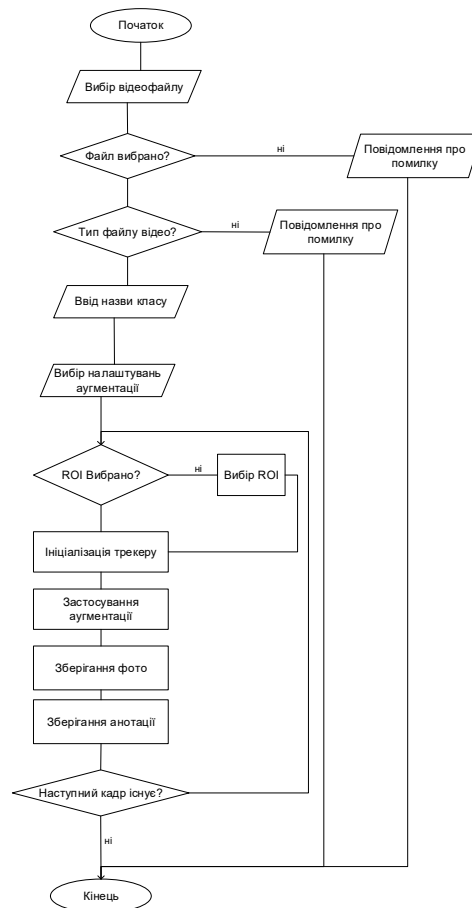 Початок
Вибір відеофайлу
Файл вибрано?
ні
Повідомлення про
помилку
Тип файлу відео?
ні
Повідомлення про
помилку
Ввід назви класу
Вибір налаштувань
аугментації
ROI Вибрано?
ні
Вибір ROI
Ініціалізація трекеру
Застосування
аугментації
Зберігання фото
Зберігання анотації
Наступний кадр існує?
ні
Кінець